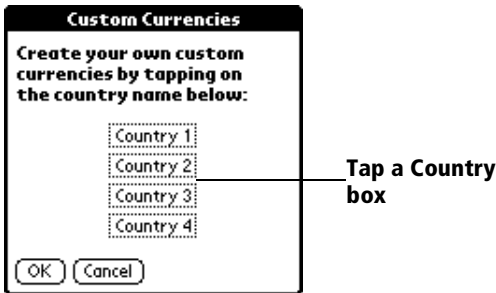 Custom Currencies
Create your own custom
currencies by tapping on
the country name below:
Country 1
Country 2
Country 3
Country 4
Tap a Country
box
OK Cancel